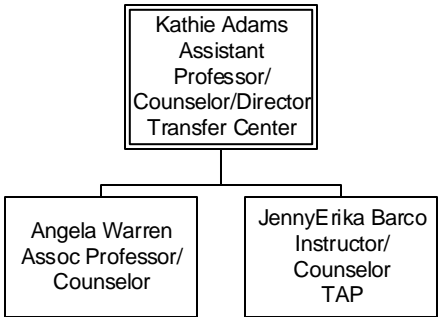 Kathie Adams
Assistant
Professor/
Counselor/Director
Transfer Center
Angela Warren
Assoc Professor/
Counselor
JennyErika Barco
Instructor/
Counselor
TAP